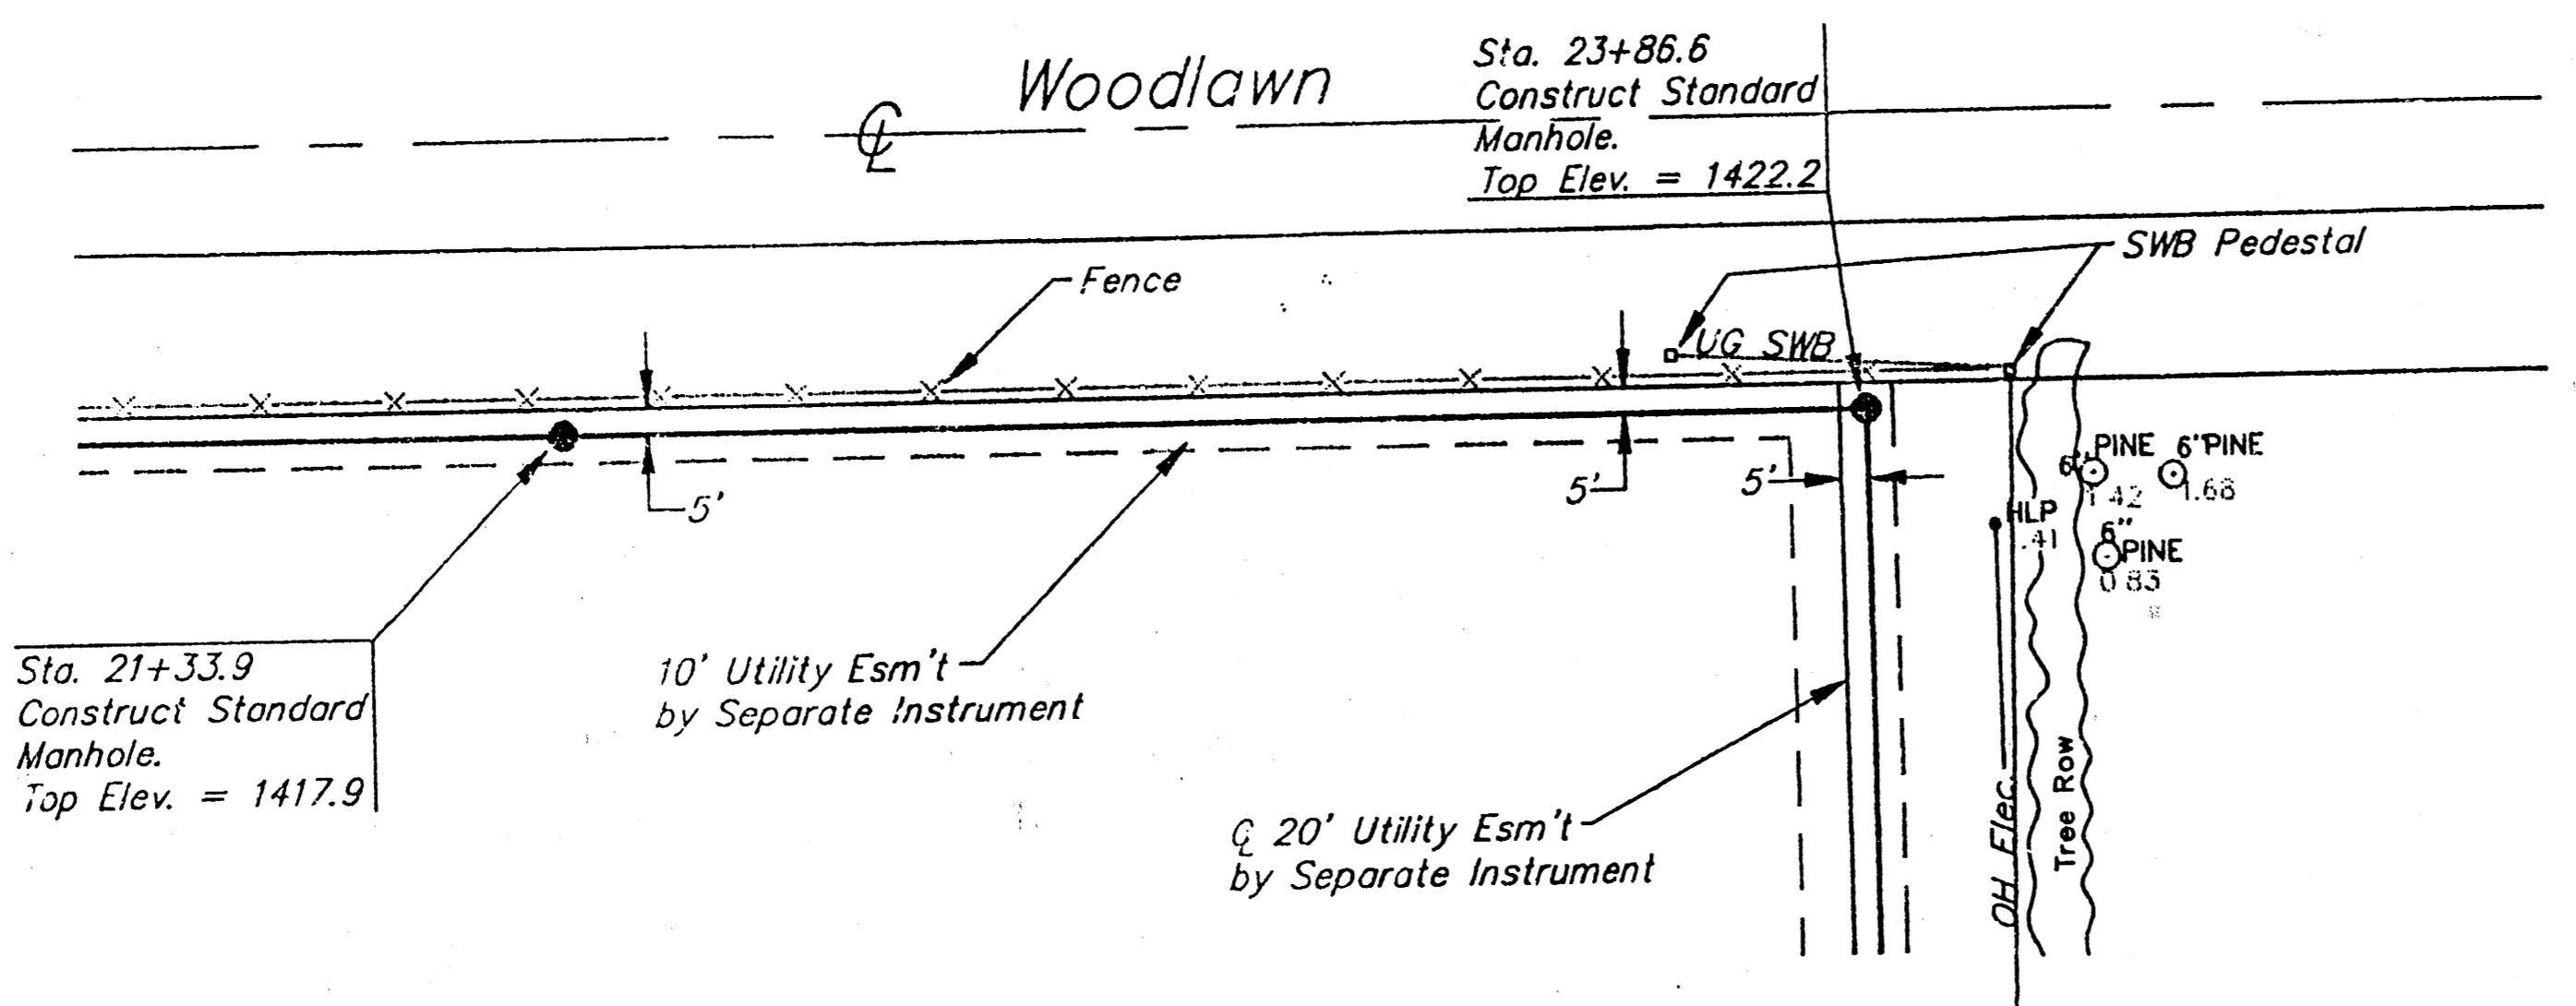 Woodlawn
℄
Sta. 23+86.6
Construct Standard
Manhole.
Top Elev. = 1422.2
SWB Pedestal
Fence
UG SWB
5'
5'
5'
6" PINE
1.42
6" PINE
1.68
HLP
.41
6"
PINE
0.83
Sta. 21+33.9
Construct Standard
Manhole.
Top Elev. = 1417.9
10' Utility Esm't
by Separate Instrument
℄ 20' Utility Esm't
by Separate Instrument
OH Elec.
Tree Row